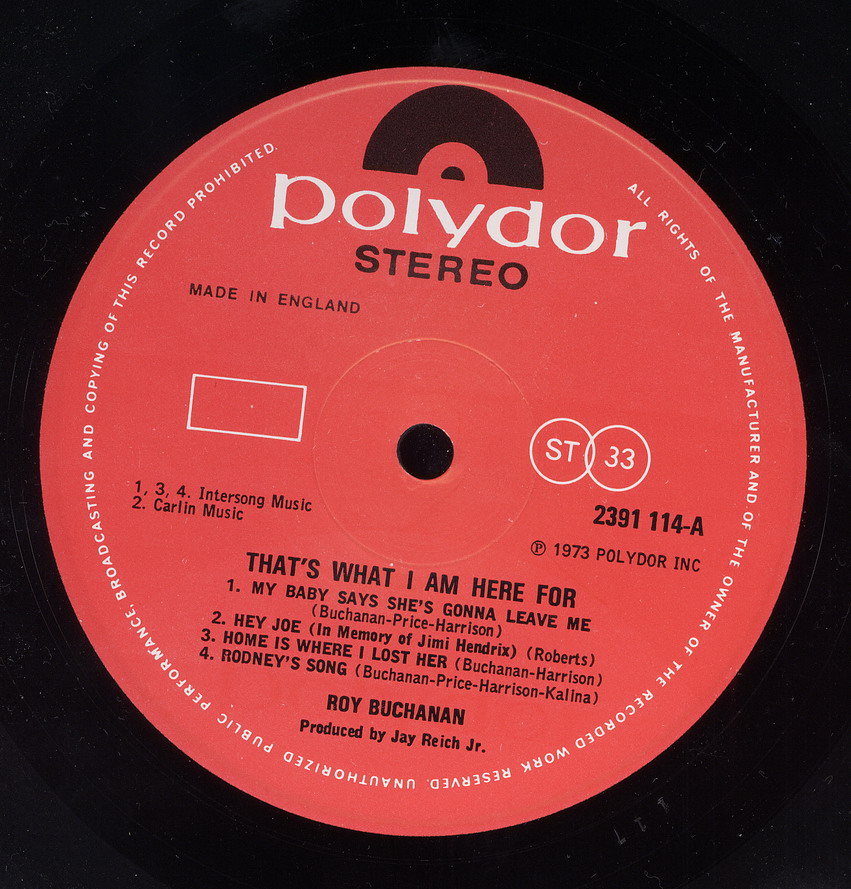 polydor
STEREO
MADE IN ENGLAND
ST 33
1, 3, 4. Intersong Music
2. Carlin Music
2391 114-A
Ⓟ 1973 POLYDOR INC
THAT'S WHAT I AM HERE FOR
1. MY BABY SAYS SHE'S GONNA LEAVE ME
(Buchanan-Price-Harrison)
2. HEY JOE (In Memory of Jimi Hendrix) (Roberts)
3. HOME IS WHERE I LOST HER (Buchanan-Harrison)
4. RODNEY'S SONG (Buchanan-Price-Harrison-Kalina)
ROY BUCHANAN
Produced by Jay Reich Jr.
ALL RIGHTS OF THE MANUFACTURER AND OF THE OWNER OF THE RECORDED WORK RESERVED. UNAUTHORIZED PUBLIC PERFORMANCE, BROADCASTING AND COPYING OF THIS RECORD PROHIBITED.